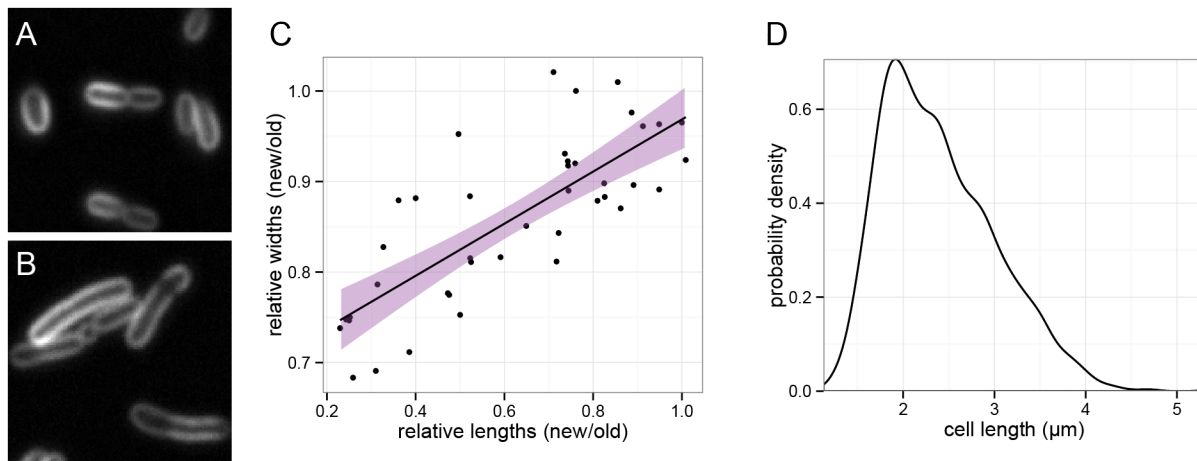 A
B
C
relative widths (new/old)
1.0
0.9
0.8
0.7
0.2
0.4
0.6
0.8
1.0
relative lengths (new/old)
D
probability density
0.6
0.4
0.2
0.0
2
3
4
5
cell length (µm)